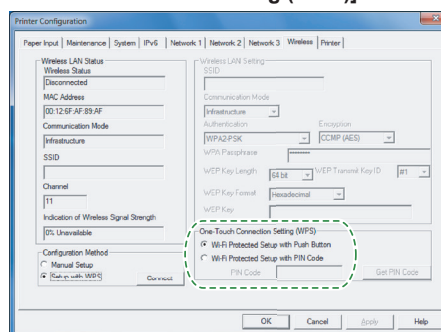 Printer Configuration
Paper Input Maintenance System IPv6 Network 1 Network 2 Network 3 Wireless Printer
Wireless LAN Status
Wireless Status
Disconnected
MAC Address
00:12:6F:AF:89:AF
Communication Mode
Infrastructure
SSID
Channel
11
Indication of Wireless Signal Strength
0% Unavailable
Configuration Method
Manual Setup
Setup with WPS
Connect
Wireless LAN Setting
SSID
Communication Mode
Infrastructure
Authentication Encryption
WPA2-PSK CCMP (AES)
WPA Passphrase
WEP Key Length 64 bit WEP Transmit Key ID #1
WEP Key Format Hexadecimal
WEP Key
One-Touch Connection Setting (WPS)
Wi-Fi Protected Setup with Push Button
Wi-Fi Protected Setup with PIN Code
PIN Code Get PIN Code
OK Cancel Apply Help